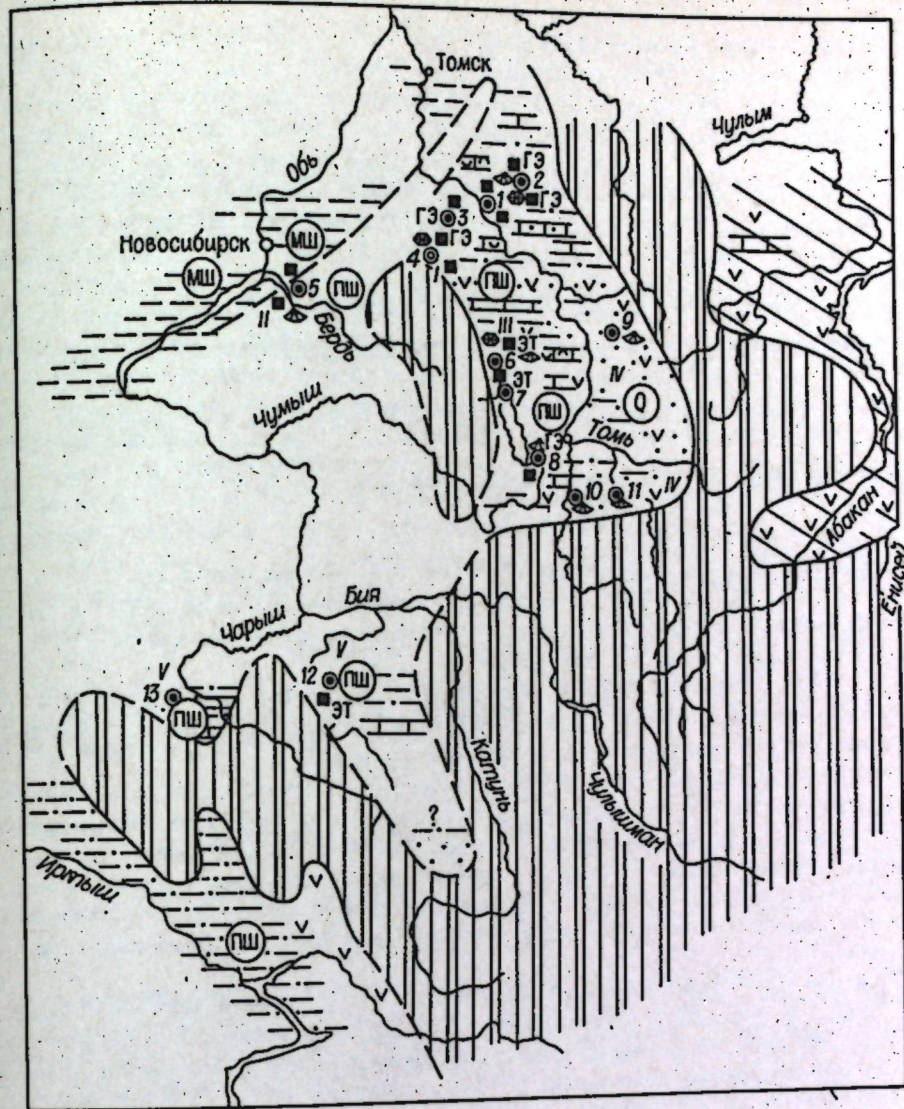 Томск
Чулым
Обь
ГЭ
2
1
ГЭ
ГЭ
3
ГЭ
Новосибирск
МШ
4
I
МШ
5
ПШ
ПШ
II
Бердь
9
III
ЭТ
6
IV
ЭТ
7
Q
Чумыш
ПШ
ГЭ
Томь
8
10
11
IV
Абакан
Енисей
Бия
Чарыш
V
V
12
ПШ
13
ЭТ
ПШ
Катунь
Чулышман
?
Иртыш
ПШ